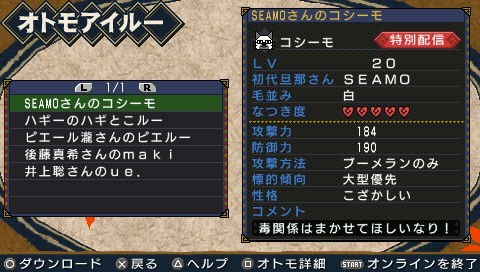 オトモアイルー
L 1/1 R
SEAMOさんのコシーモ
ハギーのハギとこルー
ピエール瀧さんのピエルー
後藤真希さんのmaki
井上聡さんのue.
SEAMOさんのコシーモ
コシーモ 特別配信
LV 20
初代旦那さん SEAMO
毛並み 白
なつき度
攻撃力 184
防御力 190
攻撃方法 ブーメランのみ
標的傾向 大型優先
性格 こざかしい
コメント
毒関係はまかせてほしいなり!
ダウンロード 戻る ヘルプ オトモ詳細 START オンラインを終了